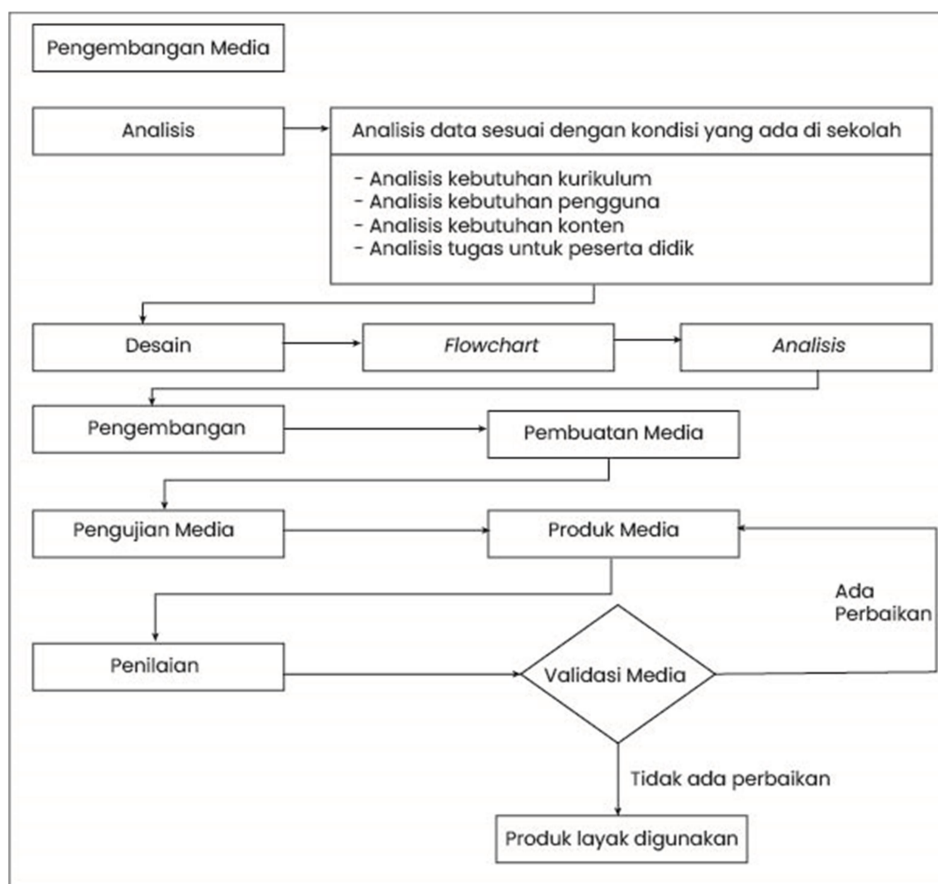 Pengembangan Media
Analisis
Analisis data sesuai dengan kondisi yang ada di sekolah
- Analisis kebutuhan kurikulum
- Analisis kebutuhan pengguna
- Analisis kebutuhan konten
- Analisis tugas untuk peserta didik
Desain
Flowchart
Analisis
Pengembangan
Pembuatan Media
Pengujian Media
Produk Media
Ada
Perbaikan
Penilaian
Validasi Media
Tidak ada perbaikan
Produk layak digunakan